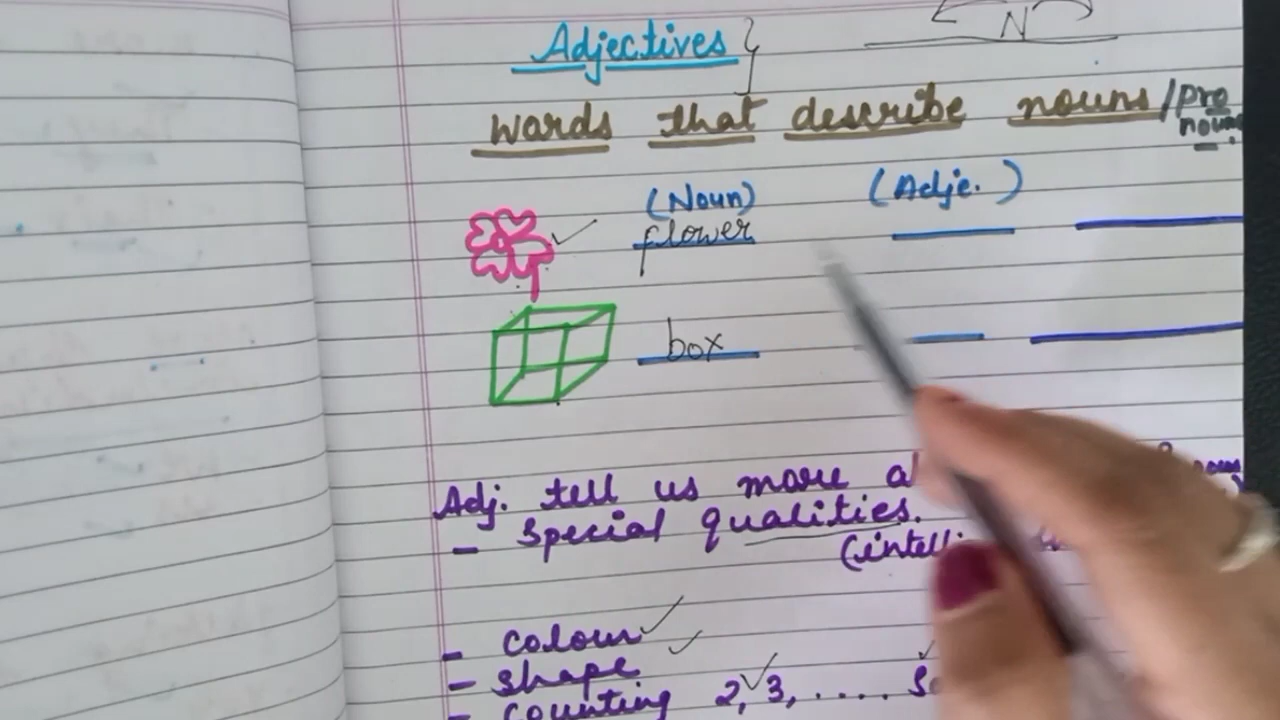 N
Adjectives
words that describe nouns/pro
(Noun) (Adje.)
flower
box
Adj. tell us more
- special qualities.
- colour
- shape
- counting 2, 3, ....